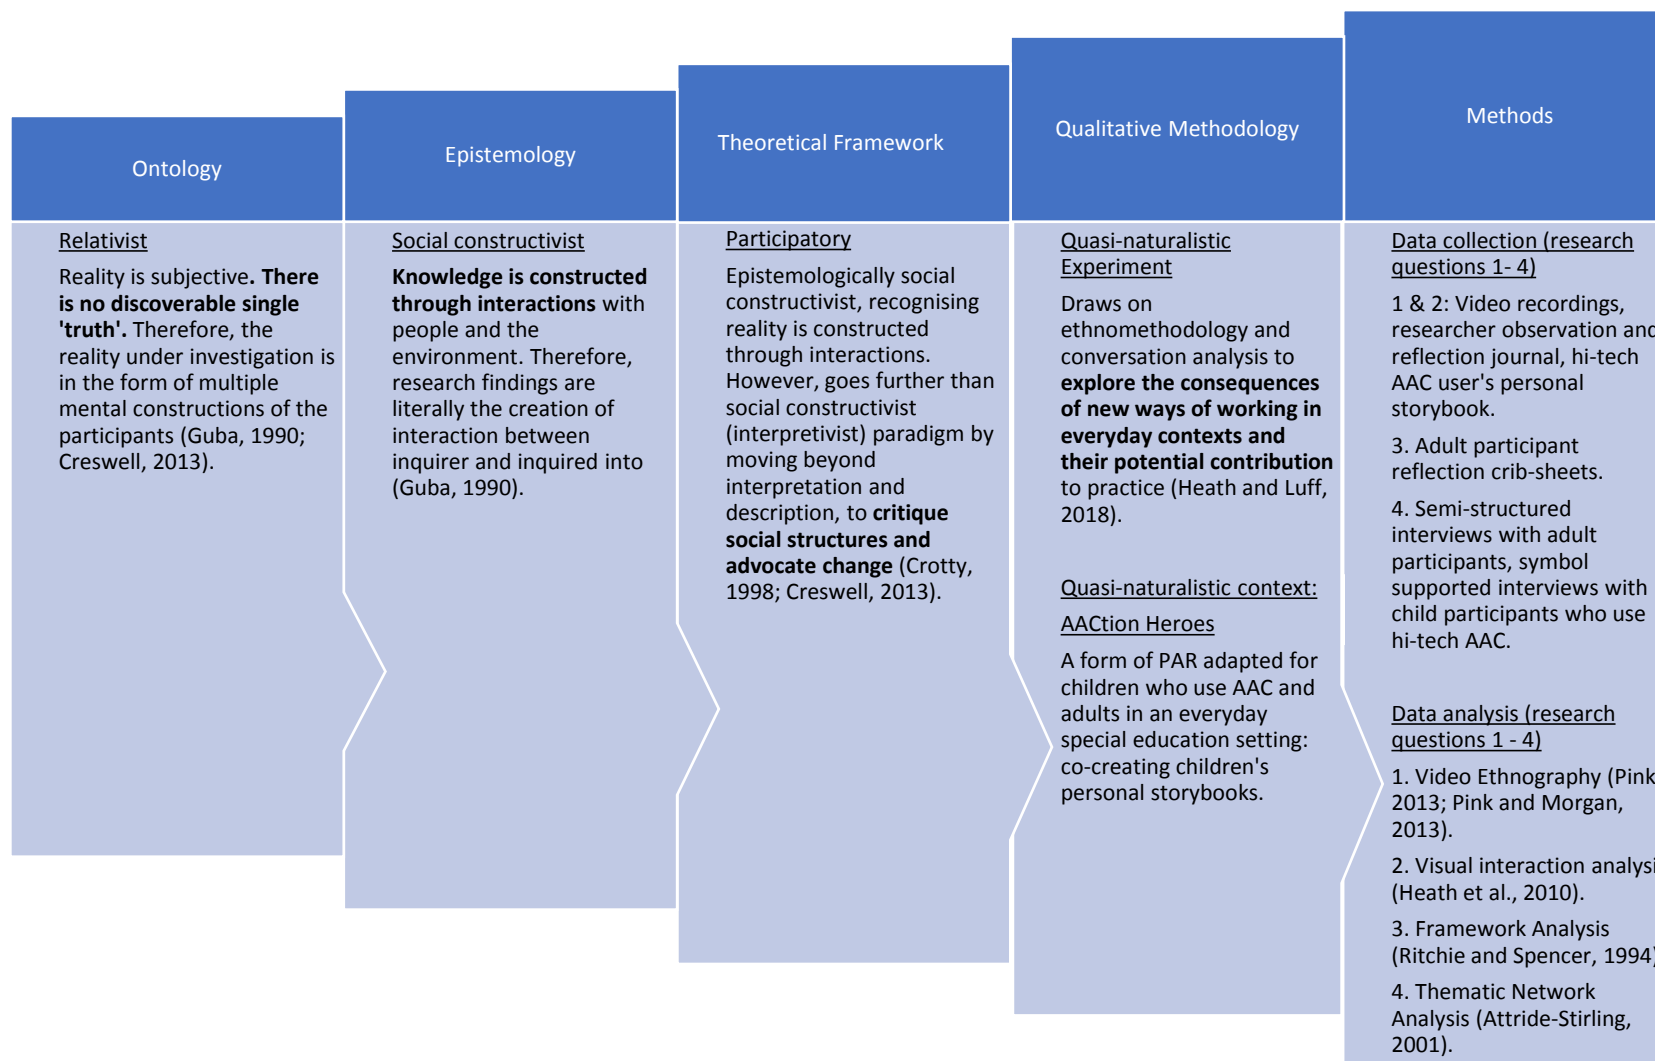 Ontology
Relativist
Reality is subjective. There
is no discoverable single
'truth'. Therefore, the
reality under investigation is
in the form of multiple
mental constructions of the
participants (Guba, 1990;
Creswell, 2013).
Epistemology
Social constructivist
Knowledge is constructed
through interactions with
people and the
environment. Therefore,
research findings are
literally the creation of
interaction between
inquirer and inquired into
(Guba, 1990).
Theoretical Framework
Participatory
Epistemologically social
constructivist, recognising
reality is constructed
through interactions.
However, goes further than
social constructivist
(interpretivist) paradigm by
moving beyond
interpretation and
description, to critique
social structures and
advocate change (Crotty,
1998; Creswell, 2013).
Qualitative Methodology
Quasi-naturalistic
Experiment
Draws on
ethnomethodology and
conversation analysis to
explore the consequences
of new ways of working in
everyday contexts and
their potential contribution
to practice (Heath and Luff,
2018).
Quasi-naturalistic context:
AACtion Heroes
A form of PAR adapted for
children who use AAC and
adults in an everyday
special education setting:
co-creating children's
personal storybooks.
Methods
Data collection (research
questions 1- 4)
1 & 2: Video recordings,
researcher observation and
reflection journal, hi-tech
AAC user's personal
storybook.
3. Adult participant
reflection crib-sheets.
4. Semi-structured
interviews with adult
participants, symbol
supported interviews with
child participants who use
hi-tech AAC.
Data analysis (research
questions 1 - 4)
1. Video Ethnography (Pink
2013; Pink and Morgan,
2013).
2. Visual interaction analysi
(Heath et al., 2010).
3. Framework Analysis
(Ritchie and Spencer, 1994)
4. Thematic Network
Analysis (Attride-Stirling,
2001).